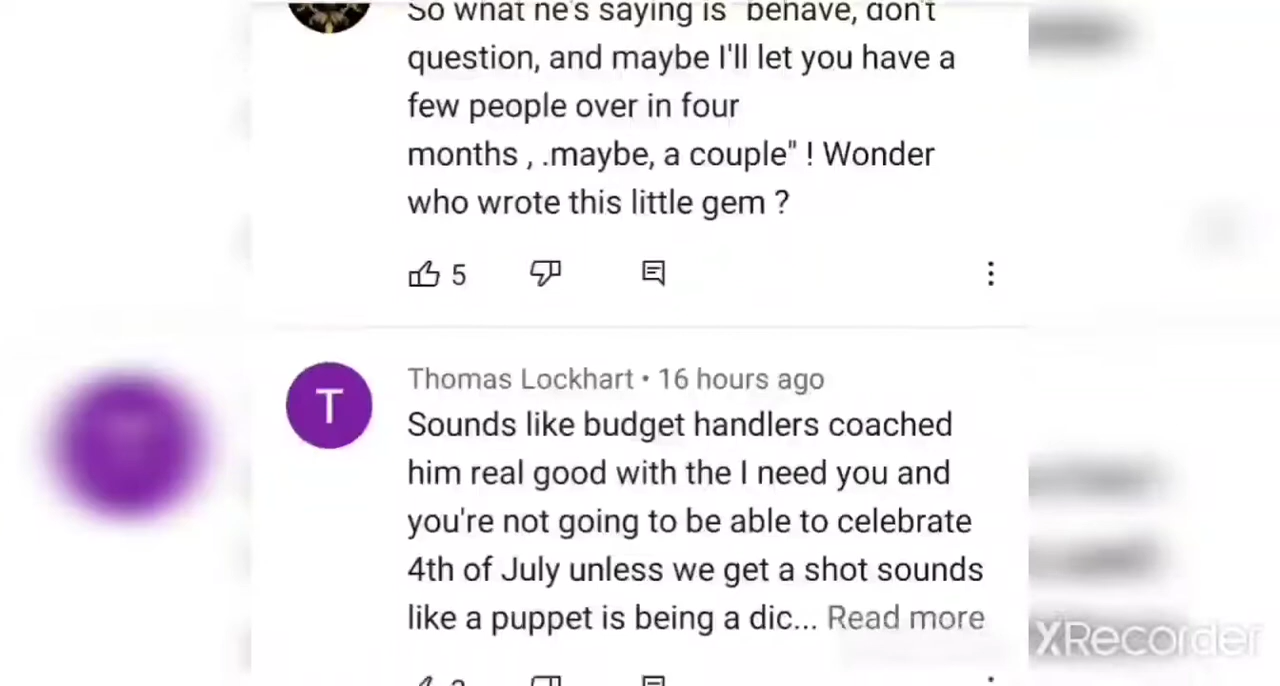 So what he's saying is "behave, don't
question, and maybe I'll let you have a
few people over in four
months , .maybe, a couple" ! Wonder
who wrote this little gem ?
5
Thomas Lockhart • 16 hours ago
T
Sounds like budget handlers coached
him real good with the I need you and
you're not going to be able to celebrate
4th of July unless we get a shot sounds
like a puppet is being a dic... Read more
XRecorder